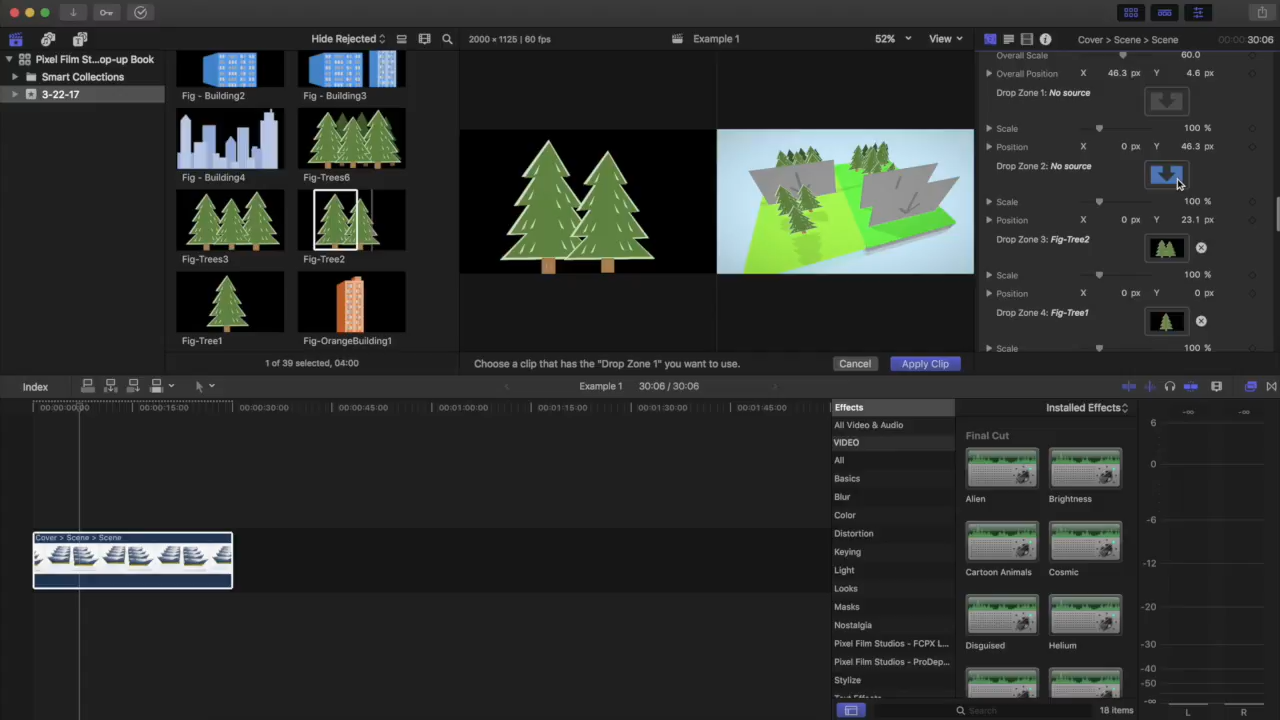 Hide Rejected
2000 × 1125 | 60 fps
Example 1
52%
View
Cover > Scene > Scene
00:00:30:06
Pixel Film St...op-up Book
Smart Collections
3-22-17
Fig - Building2
Fig - Building3
Fig - Building4
Fig-Trees6
Fig-Trees3
Fig-Tree2
Fig-Tree1
Fig-OrangeBuilding1
1 of 39 selected, 04:00
Choose a clip that has the "Drop Zone 1" you want to use.
Cancel
Apply Clip
Overall Scale
60.0
Overall Position
X 46.3 px Y 4.6 px
Drop Zone 1: No source
Scale 100 %
Position X 0 px Y 46.3 px
Drop Zone 2: No source
Scale 100 %
Position X 0 px Y 23.1 px
Drop Zone 3: Fig-Tree2
Scale 100 %
Position X 0 px Y 0 px
Drop Zone 4: Fig-Tree1
Scale 100 %
Index
Example 1
30:06 / 30:06
00:00:00:00
00:00:15:00
00:00:30:00
00:00:45:00
00:01:00:00
00:01:15:00
00:01:30:00
00:01:45:00
Cover > Scene > Scene
Effects
All Video & Audio
VIDEO
All
Basics
Blur
Color
Distortion
Keying
Light
Looks
Masks
Nostalgia
Pixel Film Studios - FCPX L...
Pixel Film Studios - ProDep...
Stylize
Text Effects
Installed Effects
Final Cut
Alien
Brightness
Cartoon Animals
Cosmic
Disguised
Helium
Search
18 items
-∞
-∞
6
0
-6
-12
-20
-30
-40
-50
-∞
L
R